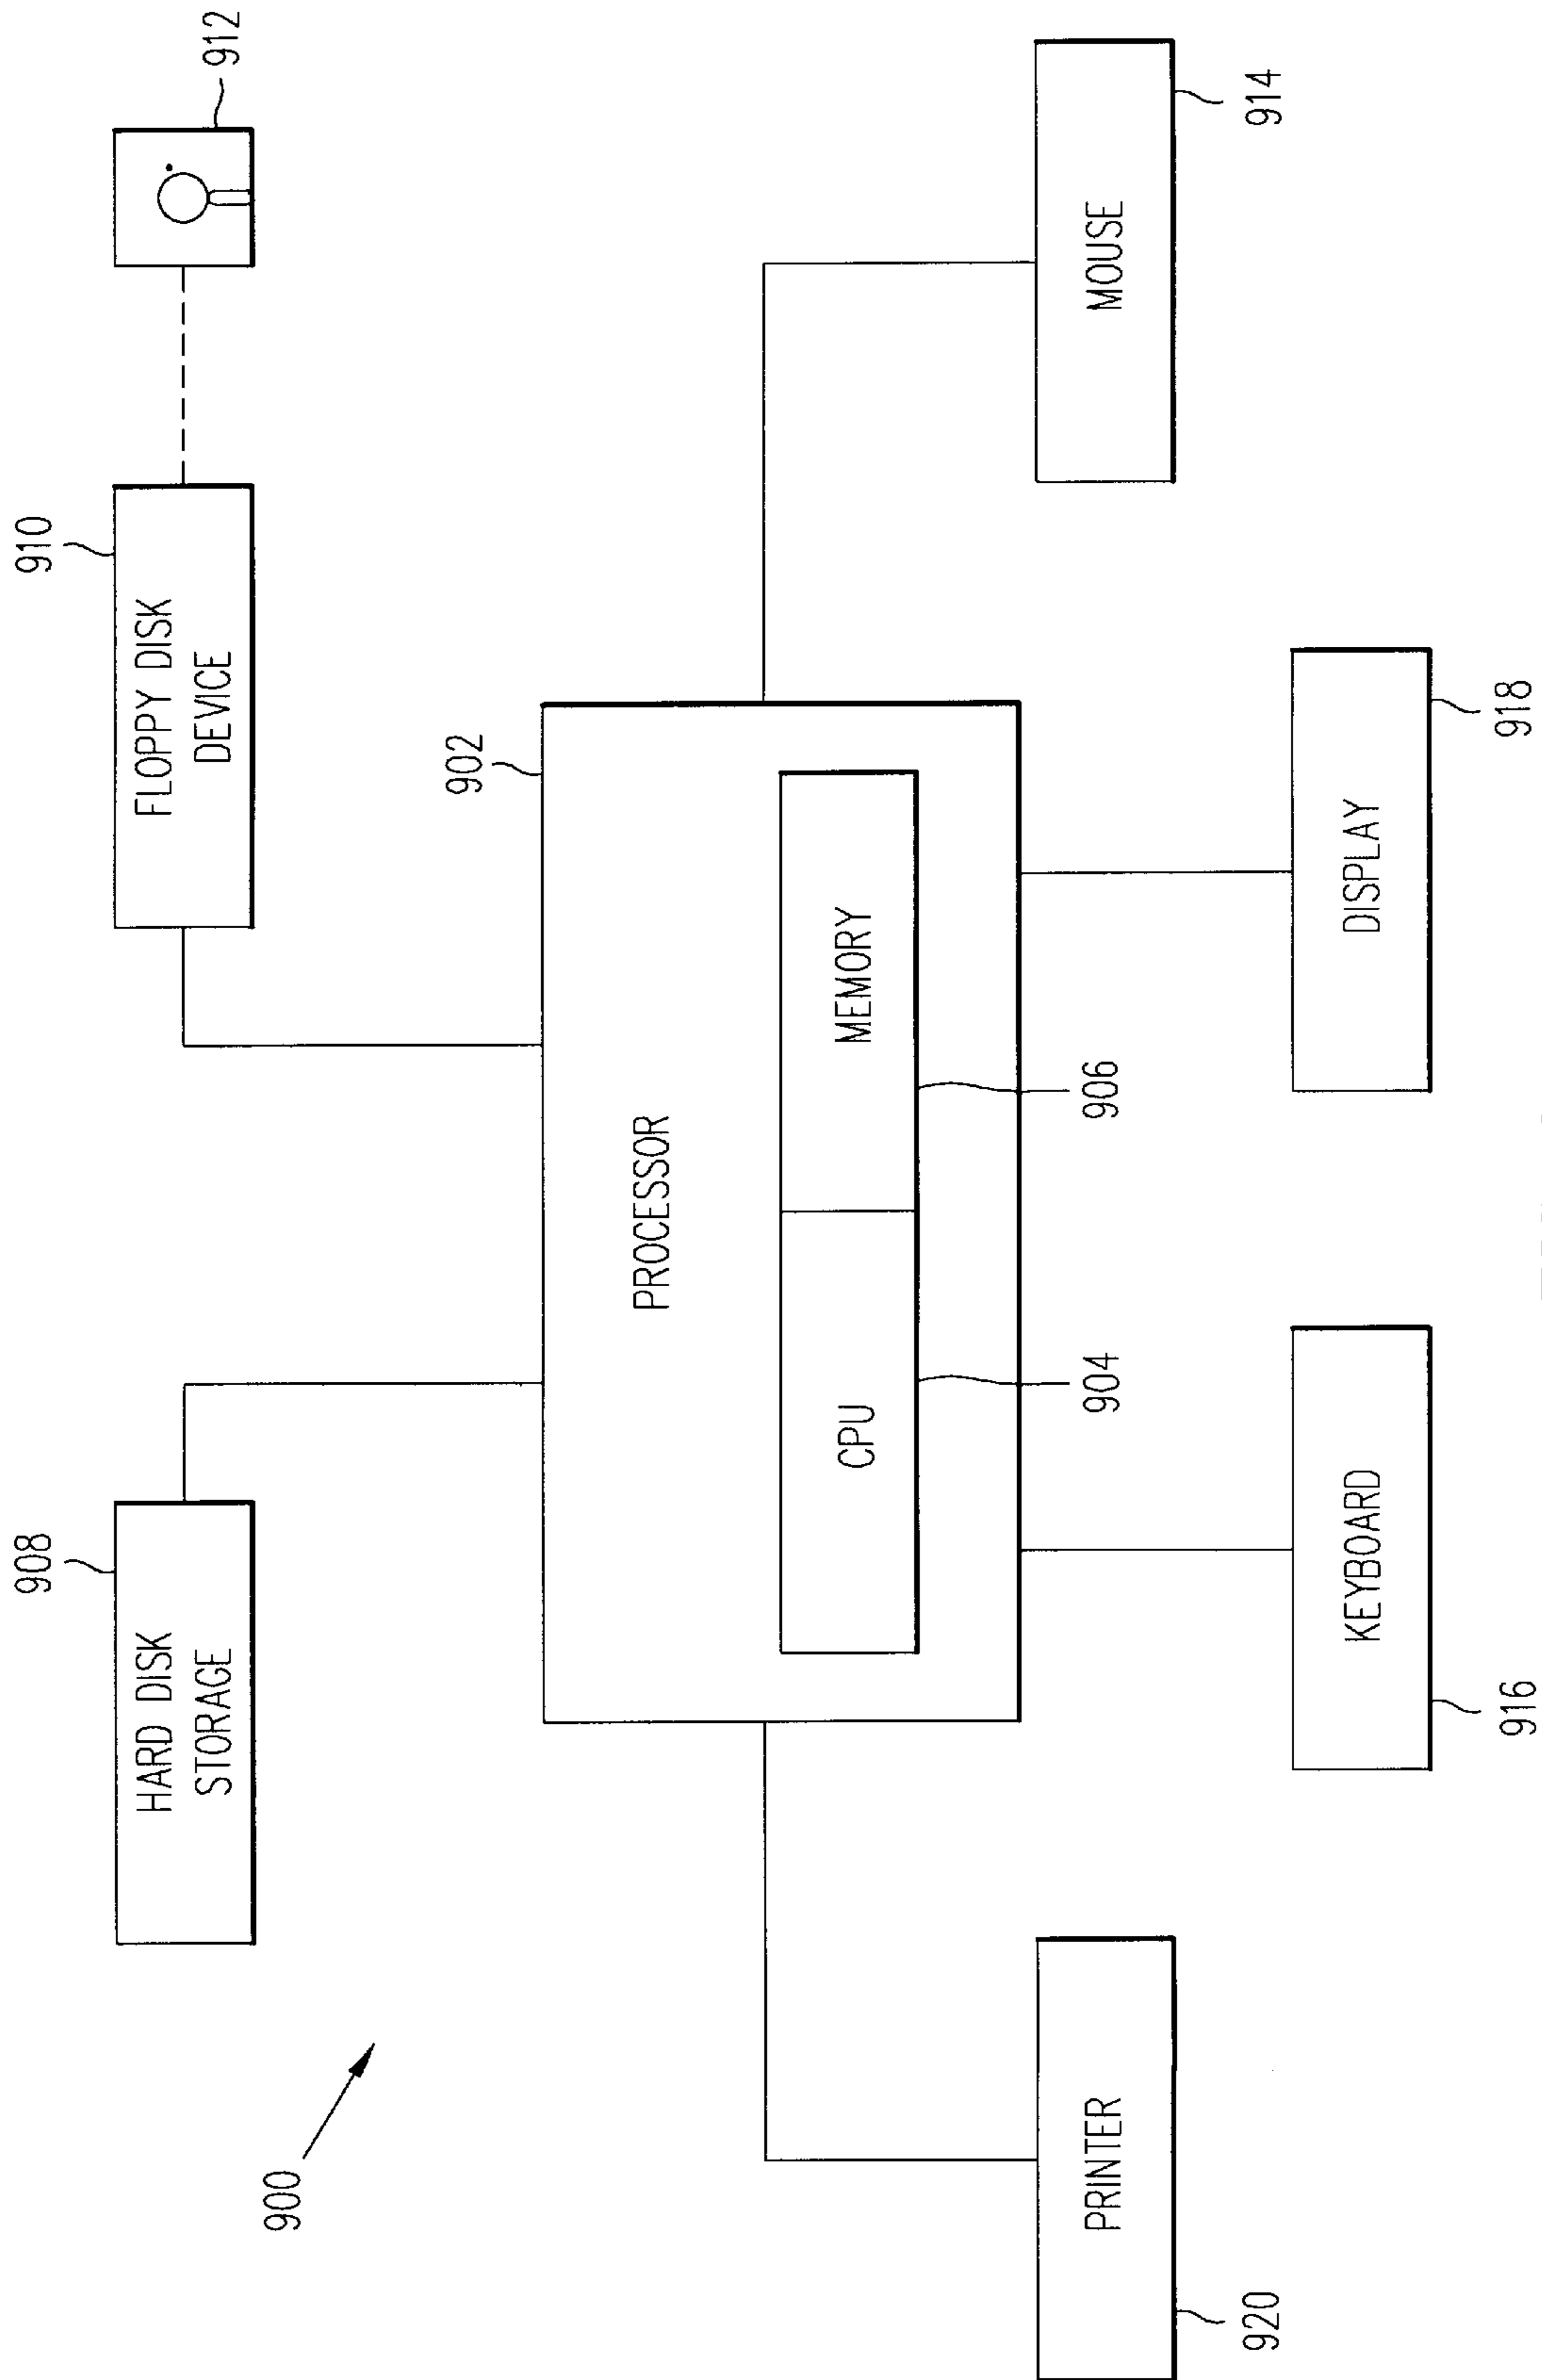 900
908
HARD DISK
STORAGE
910
FLOPPY DISK
DEVICE
912
902
PROCESSOR
CPU
MEMORY
904
906
PRINTER
920
KEYBOARD
916
DISPLAY
918
MOUSE
914